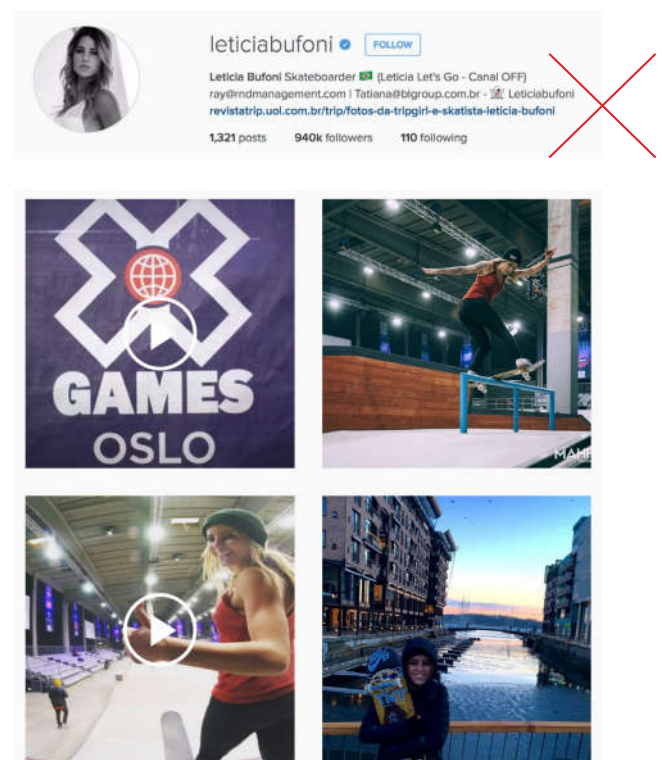 leticiabufoni FOLLOW
Leticia Bufoni Skateboarder 🇧🇷 (Leticia Let's Go - Canal OFF)
ray@rndmanagement.com | Tatiana@blgroup.com.br - 👻 Leticiabufoni
revistatrip.uol.com.br/trip/fotos-da-tripgirl-e-skatista-leticia-bufoni
1,321 posts 940k followers 110 following
GAMES
OSLO